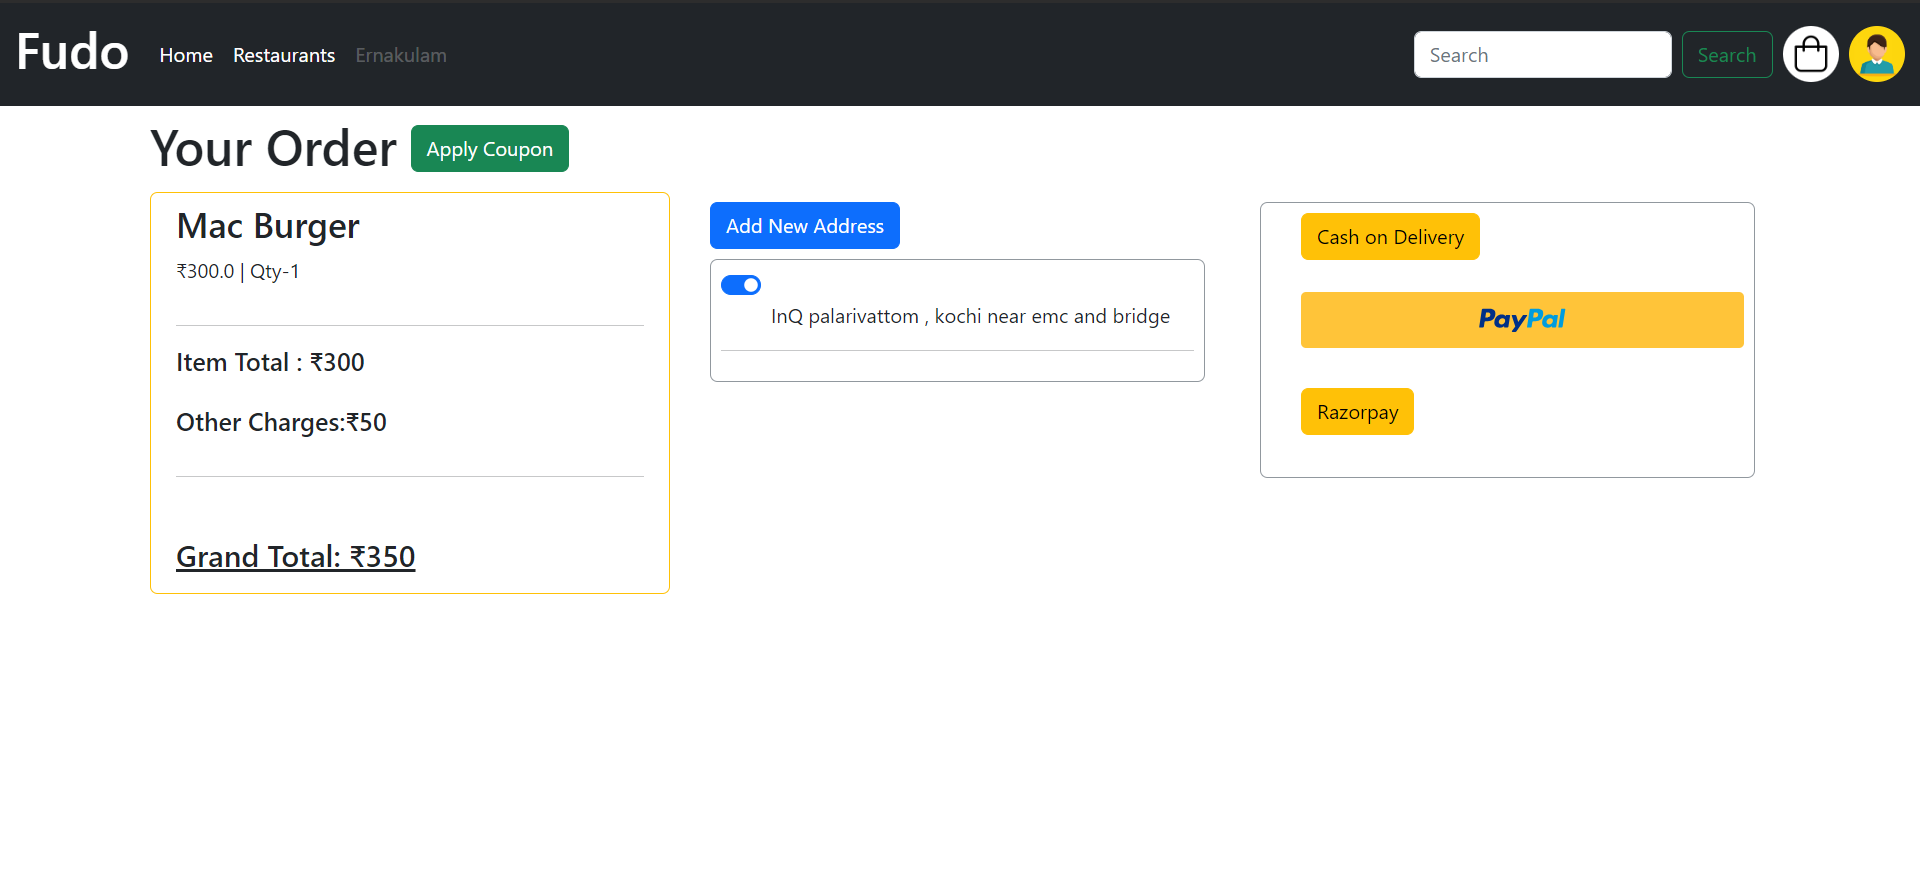 Fudo Home Restaurants Ernakulam Search Search
Your Order Apply Coupon
Mac Burger
₹300.0 | Qty-1
Item Total : ₹300
Other Charges:₹50
Grand Total: ₹350
Add New Address
InQ palarivattom , kochi near emc and bridge
Cash on Delivery
PayPal
Razorpay